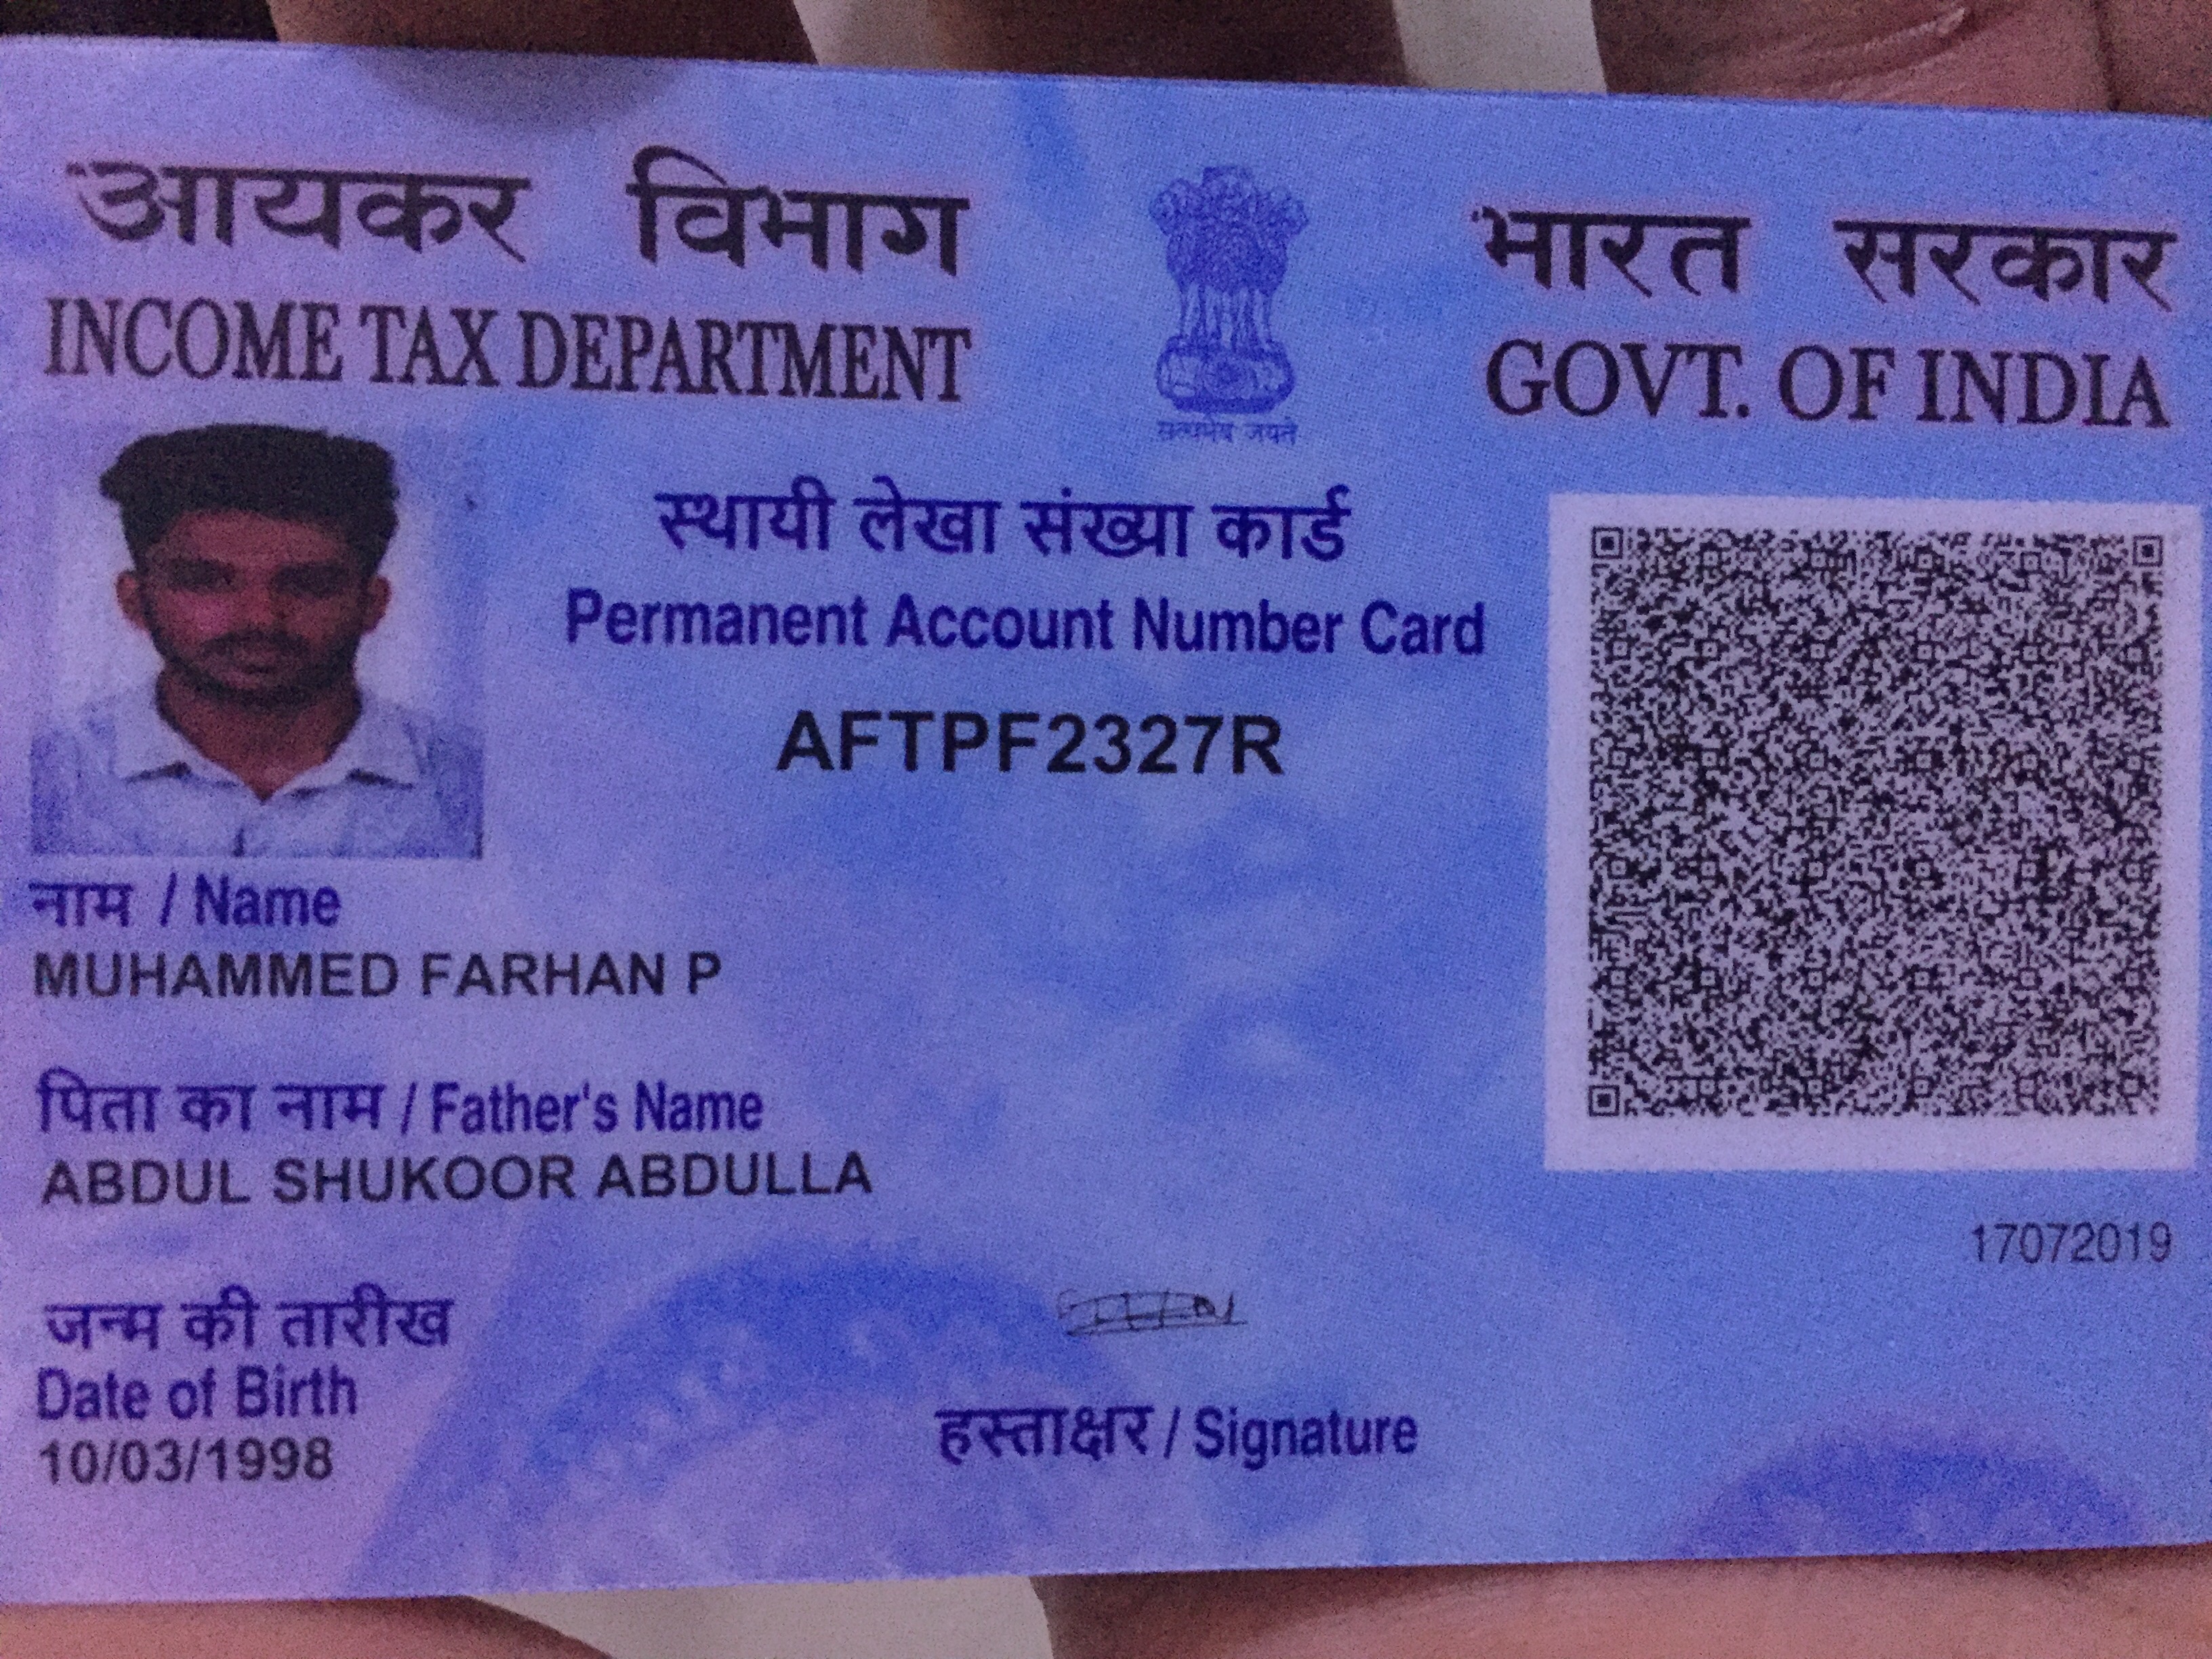 आयकर विभाग
INCOME TAX DEPARTMENT
भारत सरकार
GOVT. OF INDIA
सत्यमेव जयते
स्थायी लेखा संख्या कार्ड
Permanent Account Number Card
AFTPF2327R
नाम / Name
MUHAMMED FARHAN P
पिता का नाम / Father's Name
ABDUL SHUKOOR ABDULLA
जन्म की तारीख
Date of Birth
10/03/1998
हस्ताक्षर / Signature
17072019